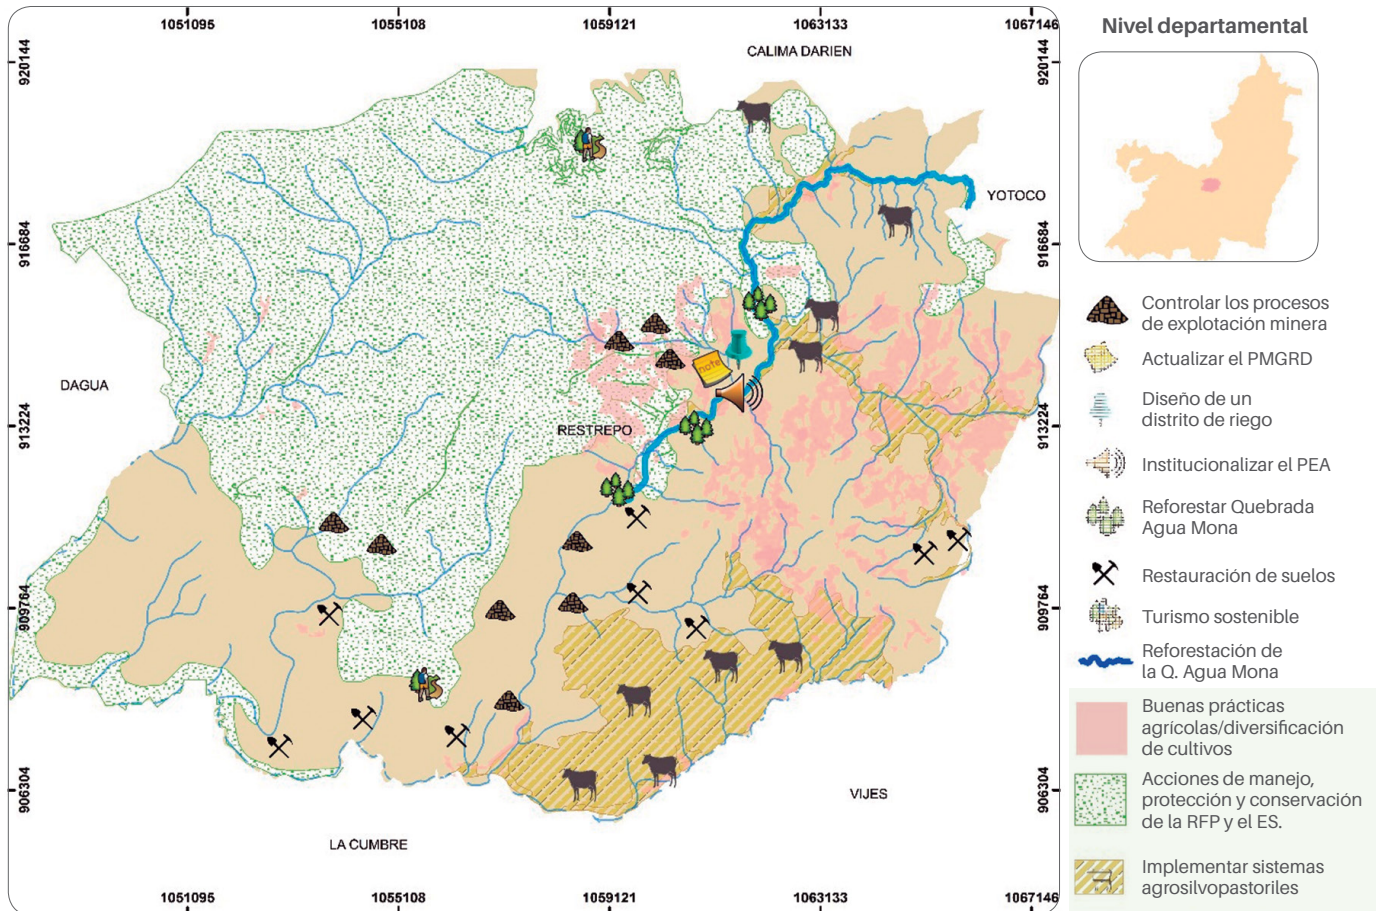 1051095
1055108
1059121
1063133
1067146
920144
920144
CALIMA DARIEN
YOTOCO
916684
916684
DAGUA
note
RESTREPO
913224
913224
909764
909764
906304
906304
VIJES
LA CUMBRE
1051095
1055108
1059121
1063133
1067146
Nivel departamental
Controlar los procesos
de explotación minera
Actualizar el PMGRD
Diseño de un
distrito de riego
Institucionalizar el PEA
Reforestar Quebrada
Agua Mona
Restauración de suelos
Turismo sostenible
Reforestación de
la Q. Agua Mona
Buenas prácticas
agrícolas/diversificación
de cultivos
Acciones de manejo,
protección y conservación
de la RFP y el ES.
Implementar sistemas
agrosilvopastoriles